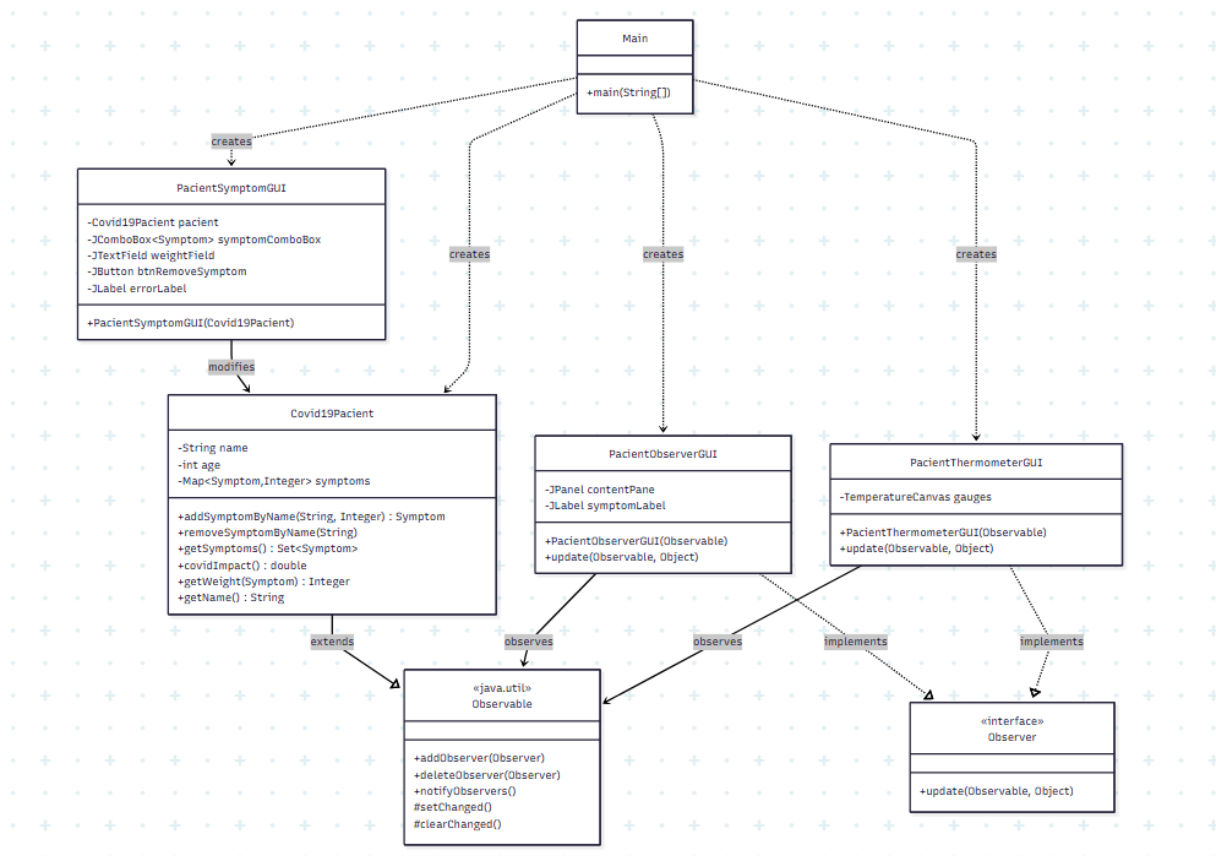 Main
+main(String[])
creates
PacientSymptomGUI
-Covid19Pacient pacient
-JComboBox<Symptom> symptomComboBox
-JTextField weightField
-JButton btnRemoveSymptom
-JLabel errorLabel
+PacientSymptomGUI(Covid19Pacient)
creates
creates
creates
modifies
Covid19Pacient
-String name
-int age
-Map<Symptom,Integer> symptoms
+addSymptomByName(String, Integer) : Symptom
+removeSymptomByName(String)
+getSymptoms() : Set<Symptom>
+covidImpact() : double
+getWeight(Symptom) : Integer
+getName() : String
PacientObserverGUI
-JPanel contentPane
-JLabel symptomLabel
+PacientObserverGUI(Observable)
+update(Observable, Object)
PacientThermometerGUI
-TemperatureCanvas gauges
+PacientThermometerGUI(Observable)
+update(Observable, Object)
extends
observes
observes
implements
implements
«java.util»
Observable
+addObserver(Observer)
+deleteObserver(Observer)
+notifyObservers()
#setChanged()
#clearChanged()
«interface»
Observer
+update(Observable, Object)